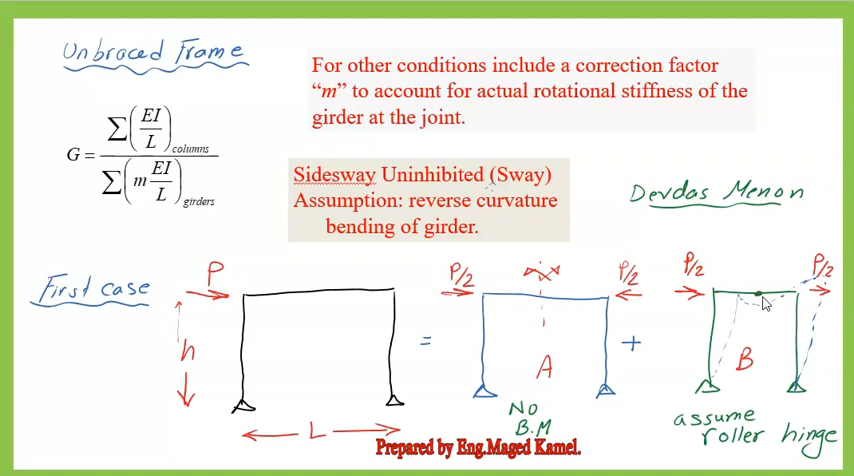 Unbraced Frame
For other conditions include a correction factor
“m” to account for actual rotational stiffness of the
girder at the joint.
G = ∑(EI/L)columns / ∑(m EI/L)girders
Sidesway Uninhibited (Sway)
Assumption: reverse curvature
bending of girder.
Devdas Menon
First case
P
h
L
=
P/2
P/2
A
No
B.M
+
P/2
P/2
B
assume
roller hinge
Prepared by Eng.Maged Kamel.